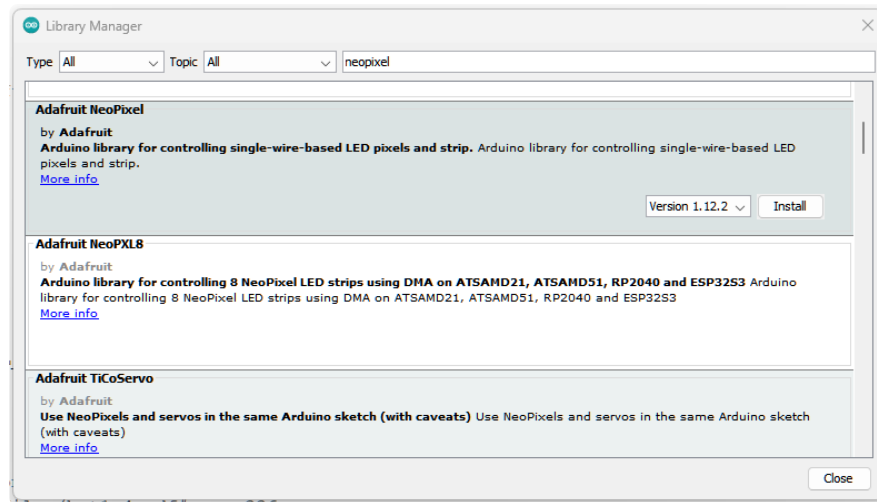 Library Manager
Type All Topic All neopixel
Adafruit NeoPixel
by Adafruit
Arduino library for controlling single-wire-based LED pixels and strip. Arduino library for controlling single-wire-based LED
pixels and strip.
More info
Version 1.12.2 Install
Adafruit NeoPXL8
by Adafruit
Arduino library for controlling 8 NeoPixel LED strips using DMA on ATSAMD21, ATSAMD51, RP2040 and ESP32S3 Arduino
library for controlling 8 NeoPixel LED strips using DMA on ATSAMD21, ATSAMD51, RP2040 and ESP32S3
More info
Adafruit TiCoServo
by Adafruit
Use NeoPixels and servos in the same Arduino sketch (with caveats) Use NeoPixels and servos in the same Arduino sketch
(with caveats)
More info
Close